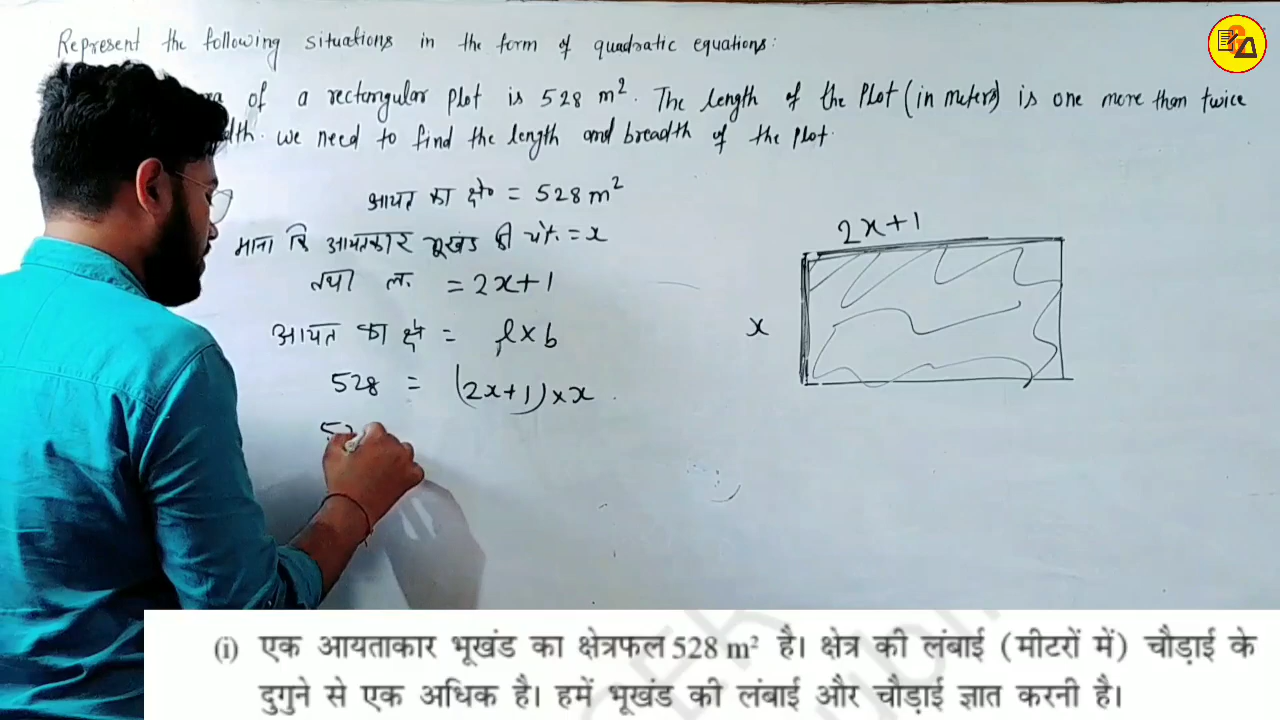 Represent the following situations in the form of quadratic equations:
of a rectangular plot is 528 m². The length of the plot (in meters) is one more than twice
we need to find the length and breadth of the plot.
आयत का क्षे० = 528 m²
माना कि आयतकार भूखंड की चौ. = x
तथा ल. = 2x+1
आयत का क्षे = l×b
528 = (2x+1)×x
2x+1
x
(i) एक आयताकार भूखंड का क्षेत्रफल 528 m² है। क्षेत्र की लंबाई (मीटरों में) चौड़ाई के
दुगुने से एक अधिक है। हमें भूखंड की लंबाई और चौड़ाई ज्ञात करनी है।